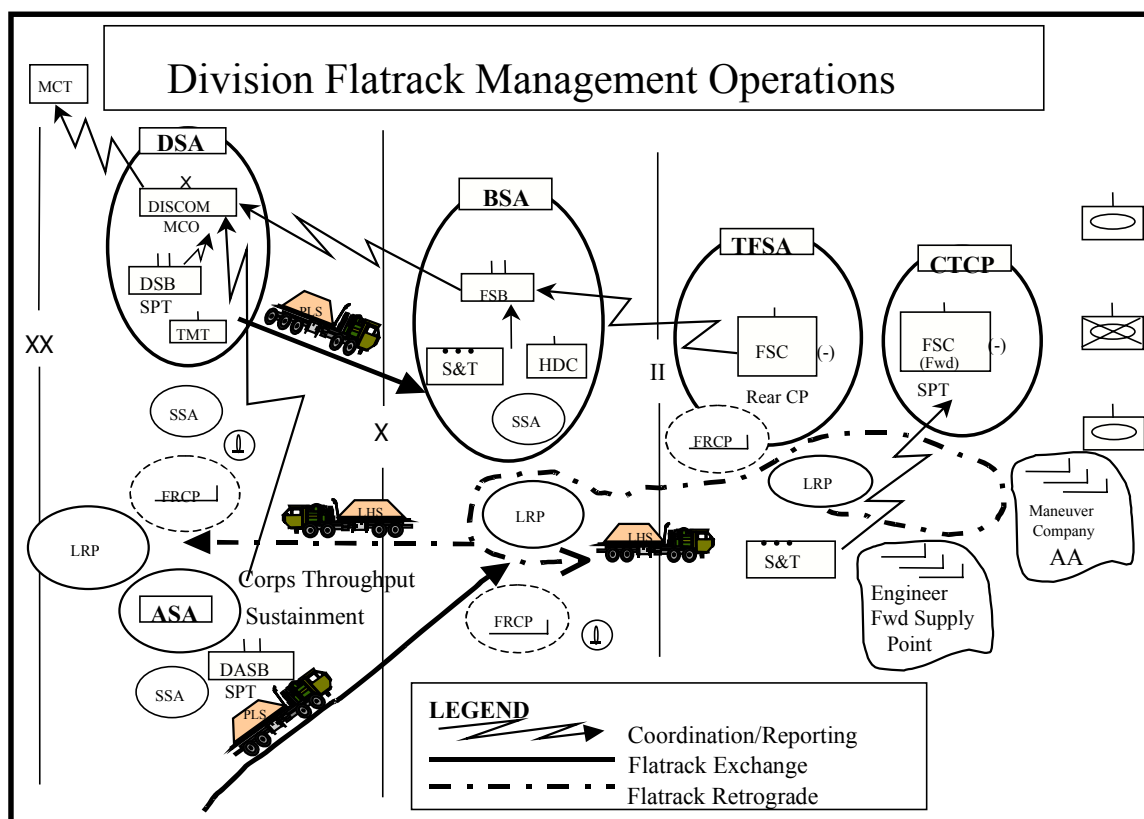 Division Flatrack Management Operations
MCT
DSA
X
DISCOM
MCO
DSB
SPT
TMT
PLS
XX
SSA
FRCP
LRP
ASA
SSA
DASB
SPT
PLS
Corps Throughput
Sustainment
LHS
X
BSA
FSB
S&T
HDC
SSA
LRP
LHS
FRCP
II
TFSA
FSC
(-)
Rear CP
FRCP
LRP
S&T
CTCP
FSC
(Fwd)
(-)
SPT
Engineer
Fwd Supply
Point
Maneuver
Company
AA
LEGEND
Coordination/Reporting
Flatrack Exchange
Flatrack Retrograde